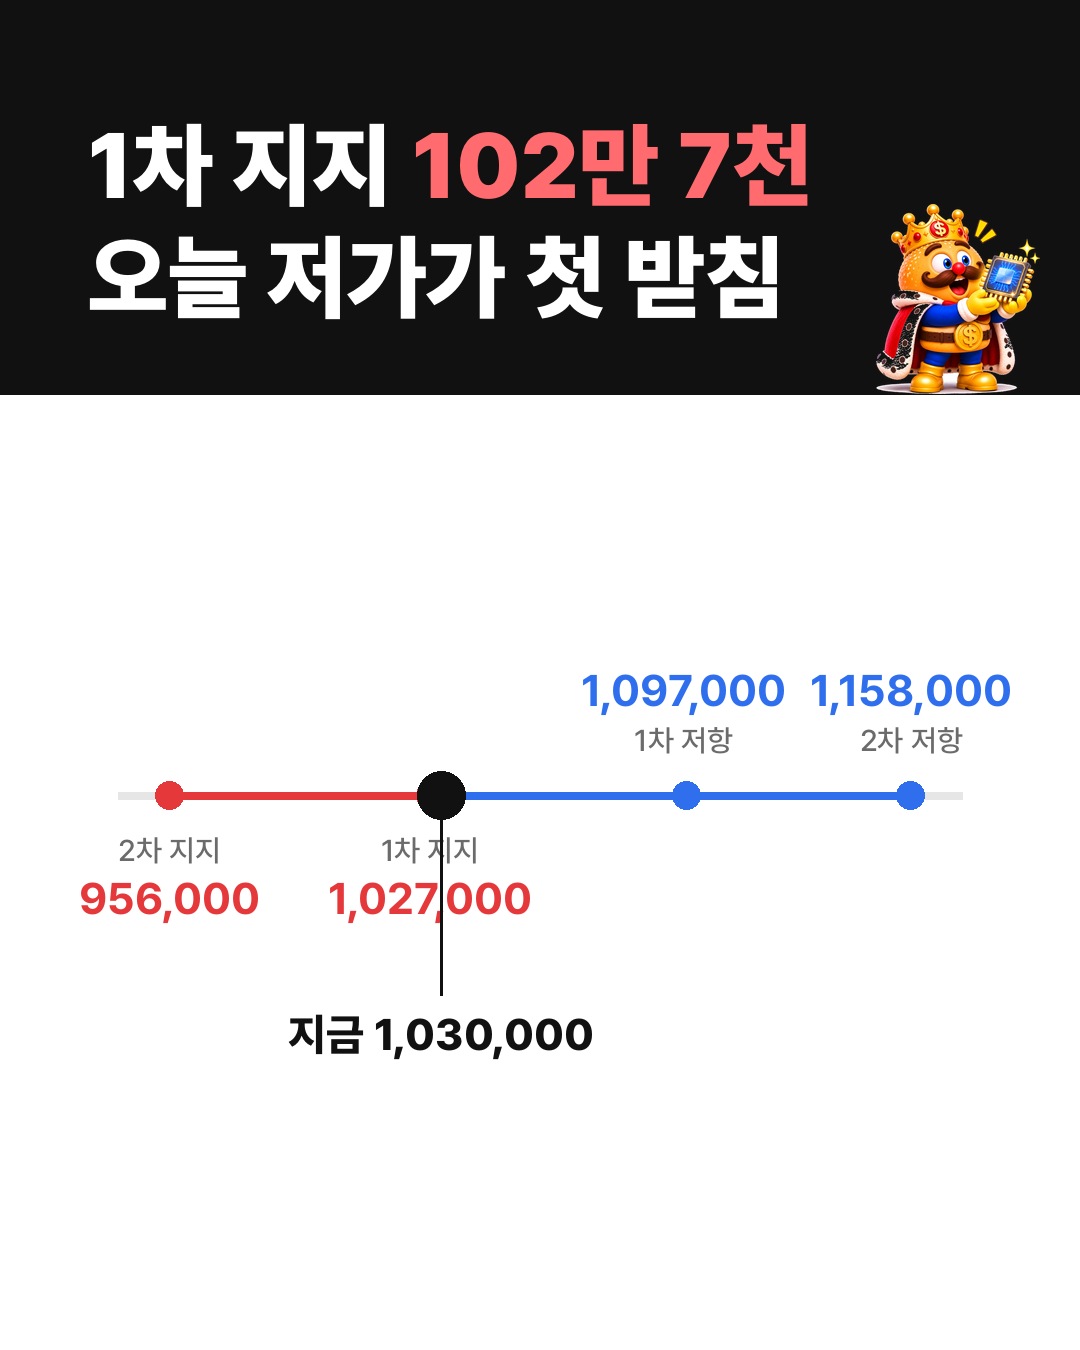 1차 지지 102만 7천
오늘 저가가 첫 받침
1,097,000 1,158,000
1차 저항 2차 저항
2차 지지 1차 지지
956,000 1,027,000
지금 1,030,000